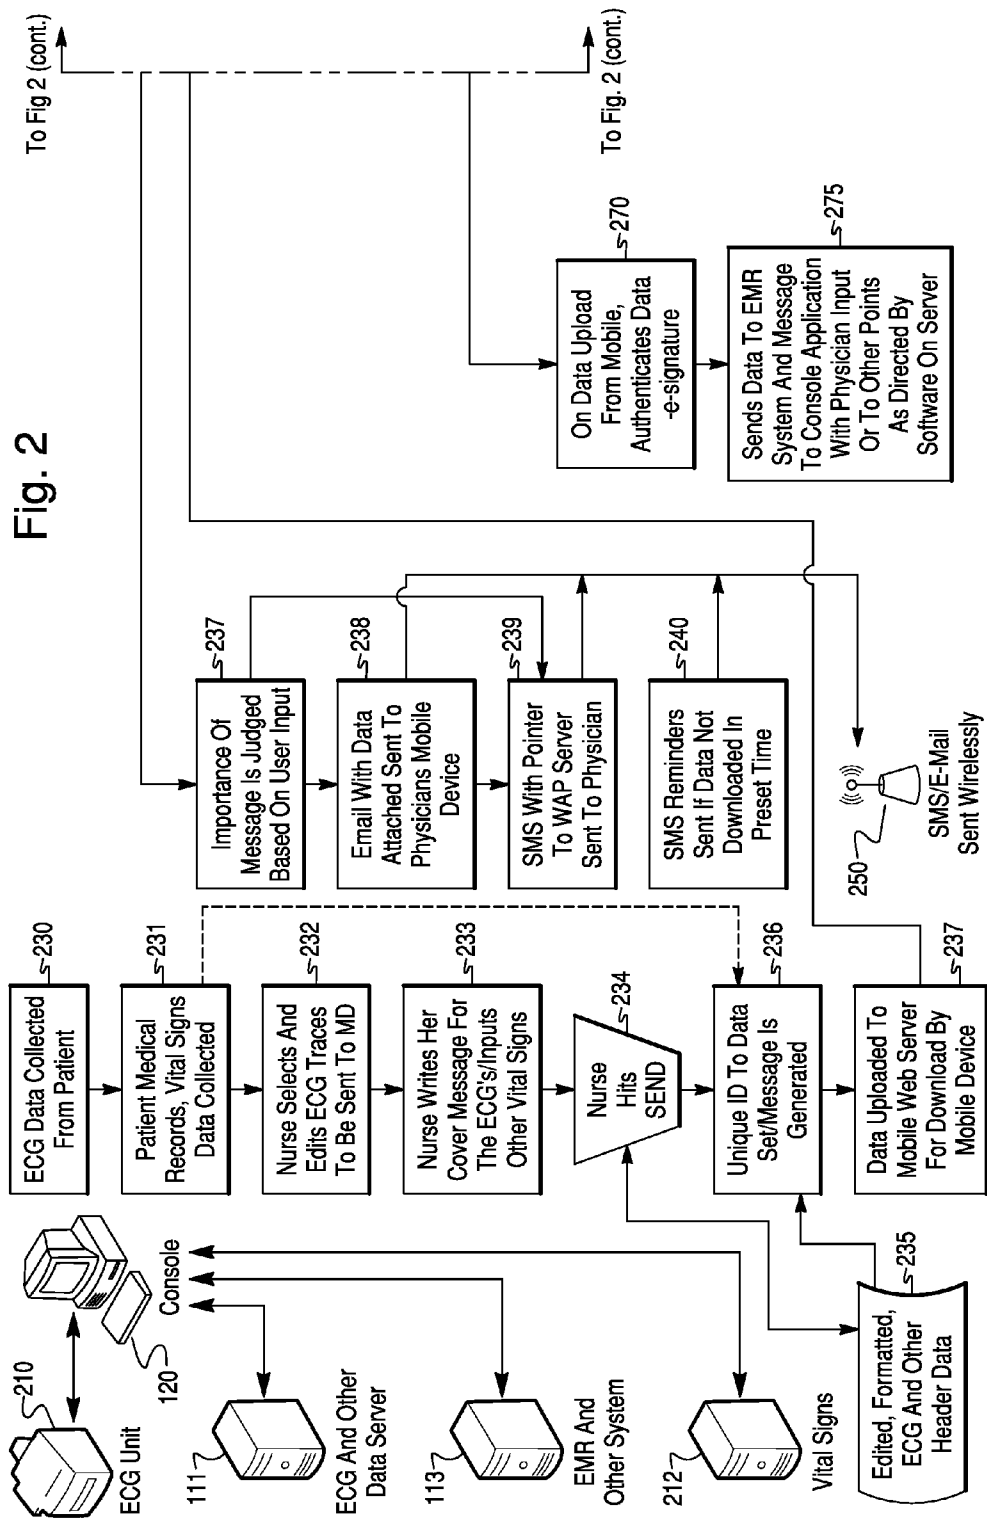 Fig. 2
210
ECG Unit
120
Console
111
ECG And Other
Data Server
113
EMR And
Other System
212
Vital Signs
235
Edited, Formatted,
ECG And Other
Header Data
230
ECG Data Collected
From Patient
231
Patient Medical
Records, Vital Signs
Data Collected
232
Nurse Selects And
Edits ECG Traces
To Be Sent To MD
233
Nurse Writes Her
Cover Message For
The ECG's/Inputs
Other Vital Signs
234
Nurse
Hits
SEND
236
Unique ID To Data
Set/Message Is
Generated
237
Data Uploaded To
Mobile Web Server
For Download By
Mobile Device
237
Importance Of
Message Is Judged
Based On User Input
238
Email With Data
Attached Sent To
Physicians Mobile
Device
239
SMS With Pointer
To WAP Server
Sent To Physician
240
SMS Reminders
Sent If Data Not
Downloaded In
Preset Time
250
SMS/E-Mail
Sent Wirelessly
270
On Data Upload
From Mobile,
Authenticates Data
-e-signature
275
Sends Data To EMR
System And Message
To Console Application
With Physician Input
Or To Other Points
As Directed By
Software On Server
To Fig 2 (cont.)
To Fig. 2 (cont.)